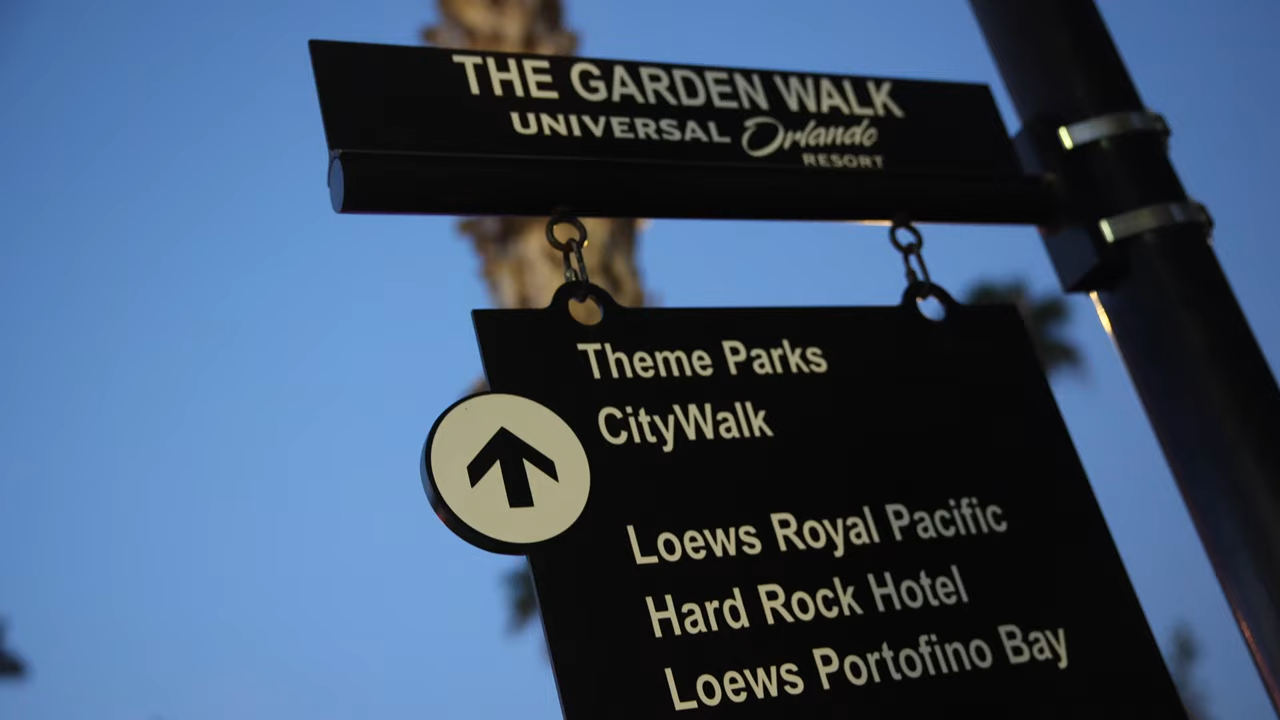 THE GARDEN WALK
UNIVERSAL Orlando
RESORT
Theme Parks
CityWalk
Loews Royal Pacific
Hard Rock Hotel
Loews Portofino Bay